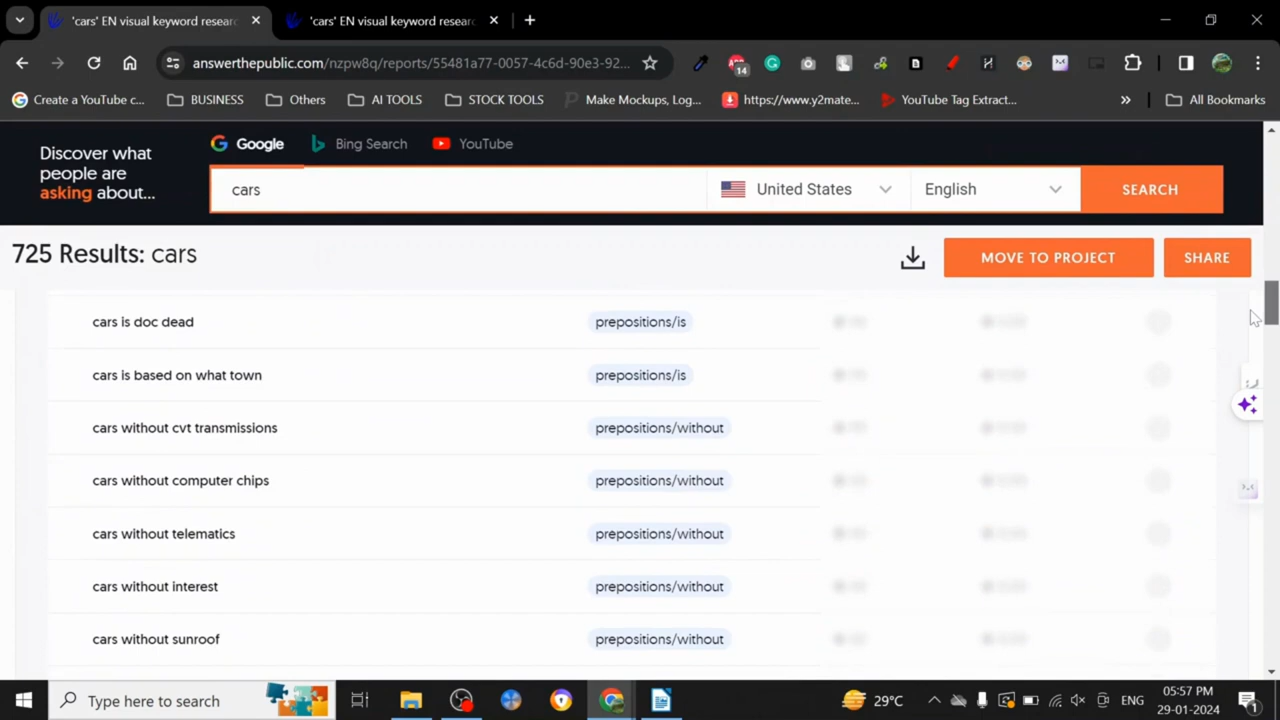 'cars' EN visual keyword researc
'cars' EN visual keyword researc
answerthepublic.com/nzpw8q/reports/55481a77-0057-4c6d-90e3-92...
14
Create a YouTube c...
BUSINESS
Others
AI TOOLS
STOCK TOOLS
Make Mockups, Log...
https://www.y2mate...
YouTube Tag Extract...
»
All Bookmarks
Discover what
people are
asking about...
Google
Bing Search
YouTube
cars
United States
English
SEARCH
725 Results: cars
MOVE TO PROJECT
SHARE
cars is doc dead prepositions/is
cars is based on what town prepositions/is
cars without cvt transmissions prepositions/without
cars without computer chips prepositions/without
cars without telematics prepositions/without
cars without interest prepositions/without
cars without sunroof prepositions/without
Type here to search
29°C
ENG
05:57 PM
29-01-2024
1